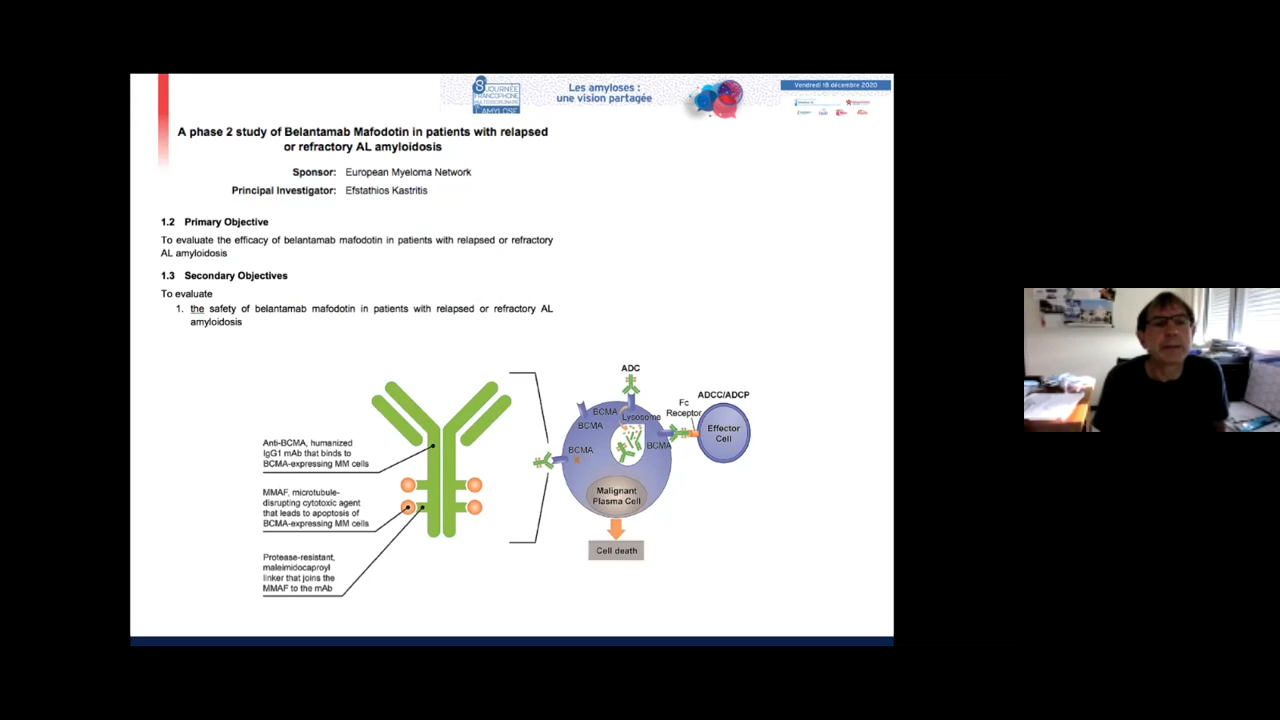 8 JOURNÉE
FRANCOPHONE
MULTIDISCIPLINAIRE
L'AMYLOSE
Les amyloses :
une vision partagée
Vendredi 18 décembre 2020
A phase 2 study of Belantamab Mafodotin in patients with relapsed
or refractory AL amyloidosis
Sponsor: European Myeloma Network
Principal Investigator: Efstathios Kastritis
1.2 Primary Objective
To evaluate the efficacy of belantamab mafodotin in patients with relapsed or refractory
AL amyloidosis
1.3 Secondary Objectives
To evaluate
1. the safety of belantamab mafodotin in patients with relapsed or refractory AL
amyloidosis
Anti-BCMA, humanized
IgG1 mAb that binds to
BCMA-expressing MM cells
MMAF, microtubule-
disrupting cytotoxic agent
that leads to apoptosis of
BCMA-expressing MM cells
Protease-resistant,
maleimidocaproyl
linker that joins the
MMAF to the mAb
ADC
BCMA
BCMA
BCMA
Lysosome
BCMA
Fc
Receptor
ADCC/ADCP
Effector
Cell
Malignant
Plasma Cell
Cell death